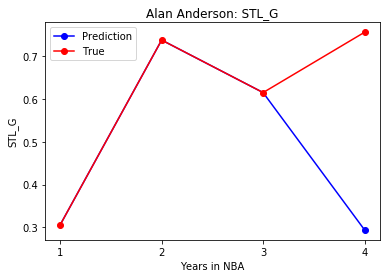 Alan Anderson: STL_G
Prediction
True
0.7
0.6
0.5
0.4
0.3
STL_G
1 2 3 4
Years in NBA